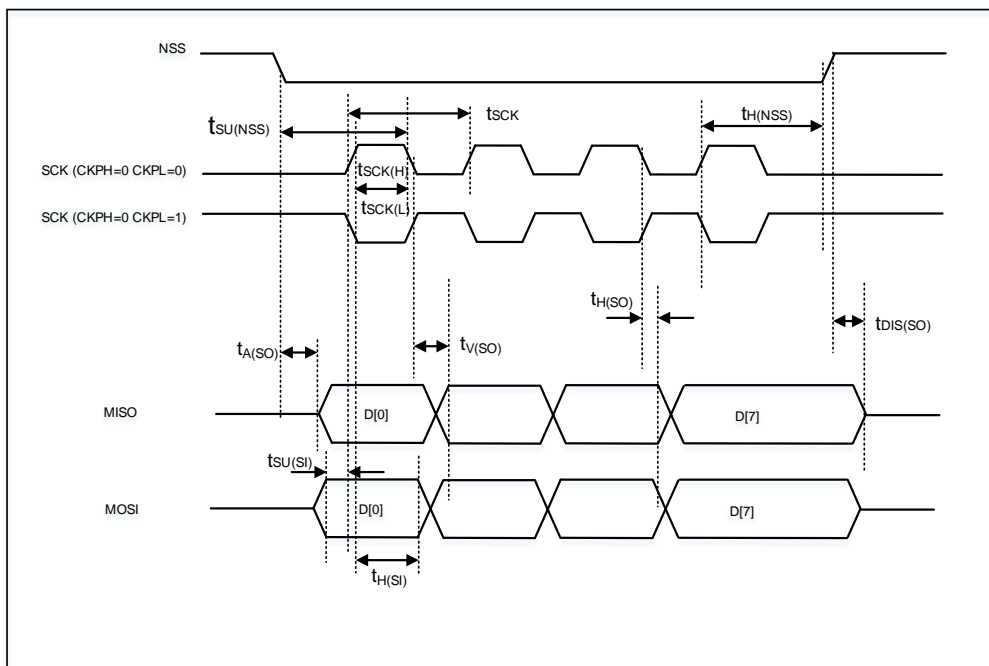 NSS
tSU(NSS)
tSCK
tH(NSS)
SCK (CKPH=0 CKPL=0)
tSCK(H)
tSCK(L)
SCK (CKPH=0 CKPL=1)
tH(SO)
tDIS(SO)
tA(SO)
tV(SO)
MISO
D[0]
D[7]
tSU(SI)
MOSI
D[0]
D[7]
tH(SI)